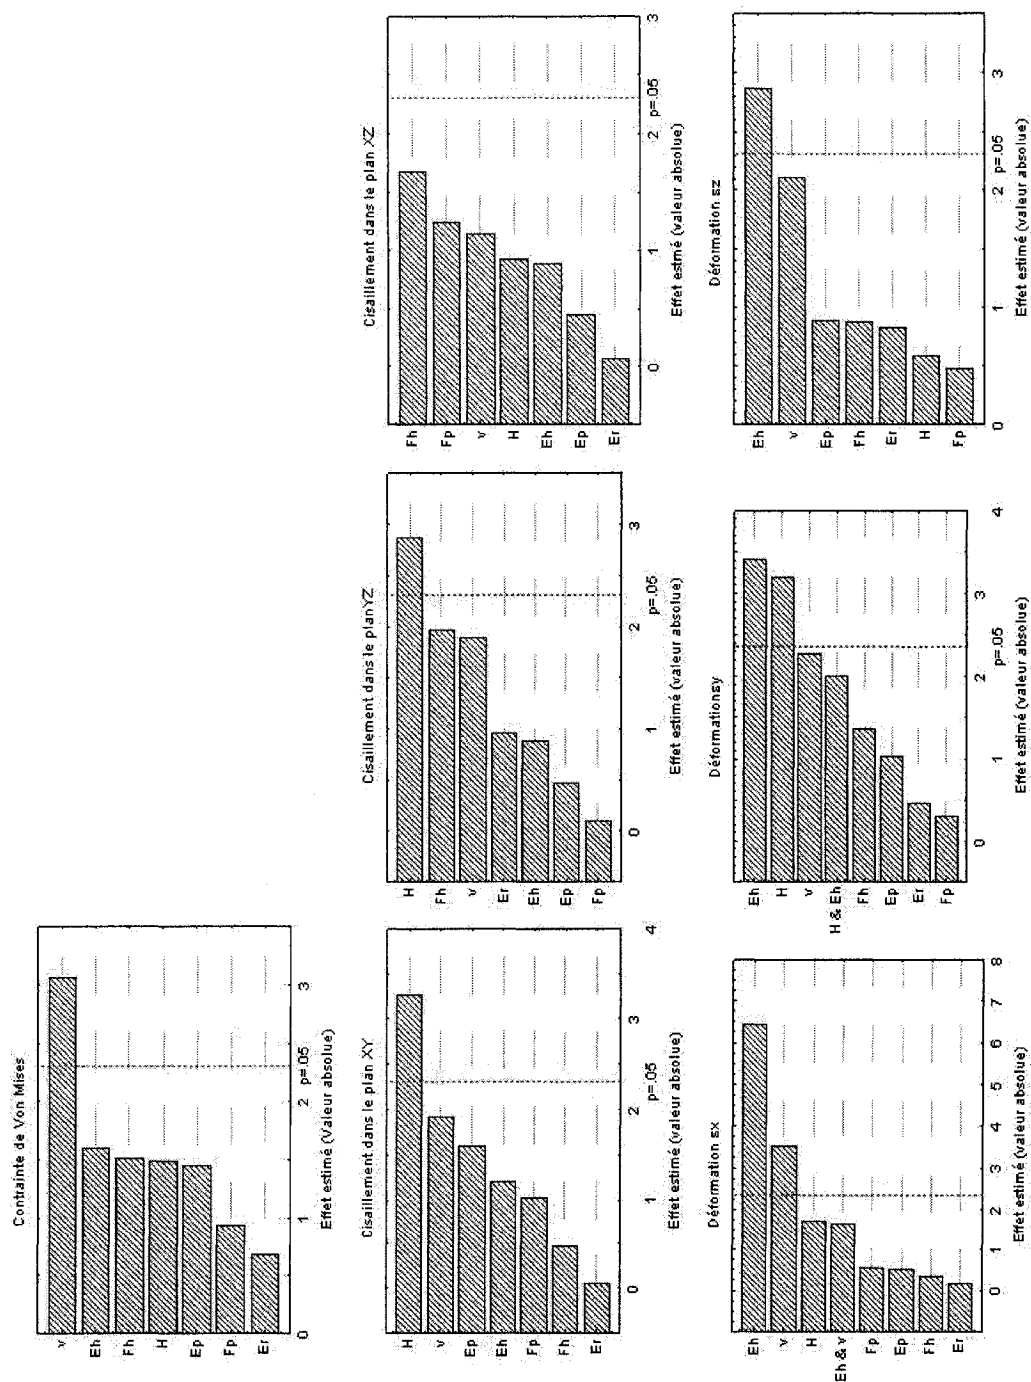 Contrainte de Von Mises
v
Eh
Fh
H
Ep
Fp
Er
0
1
2
p=.05
3
Effet estimé (Valeur absolue)
Cisaillement dans le plan XY
H
v
Ep
Eh
Fp
Fh
Er
0
1
2
p=.05
3
4
Effet estimé (valeur absolue)
Cisaillement dans le plan YZ
H
Fh
v
Er
Eh
Ep
Fp
0
1
2
p=.05
3
Effet estimé (valeur absolue)
Cisaillement dans le plan XZ
Fh
Fp
v
H
Eh
Ep
Er
0
1
2
p=.05
3
Effet estmé (valeur absolue)
Déformation εx
Eh
v
H
Eh & v
Fp
Ep
Fh
Er
0
1
2
p=.05
3
4
5
6
7
8
Effet estimé (valeur absolue)
Déformation εy
Eh
H
v
H & Eh
Fh
Ep
Er
Fp
0
1
2
p=.05
3
4
Effet estimé (valeur absolue)
Déformation εz
Eh
v
Ep
Fh
Er
H
Fp
0
1
2
p=.05
3
Effet estimé (valeur absolue)